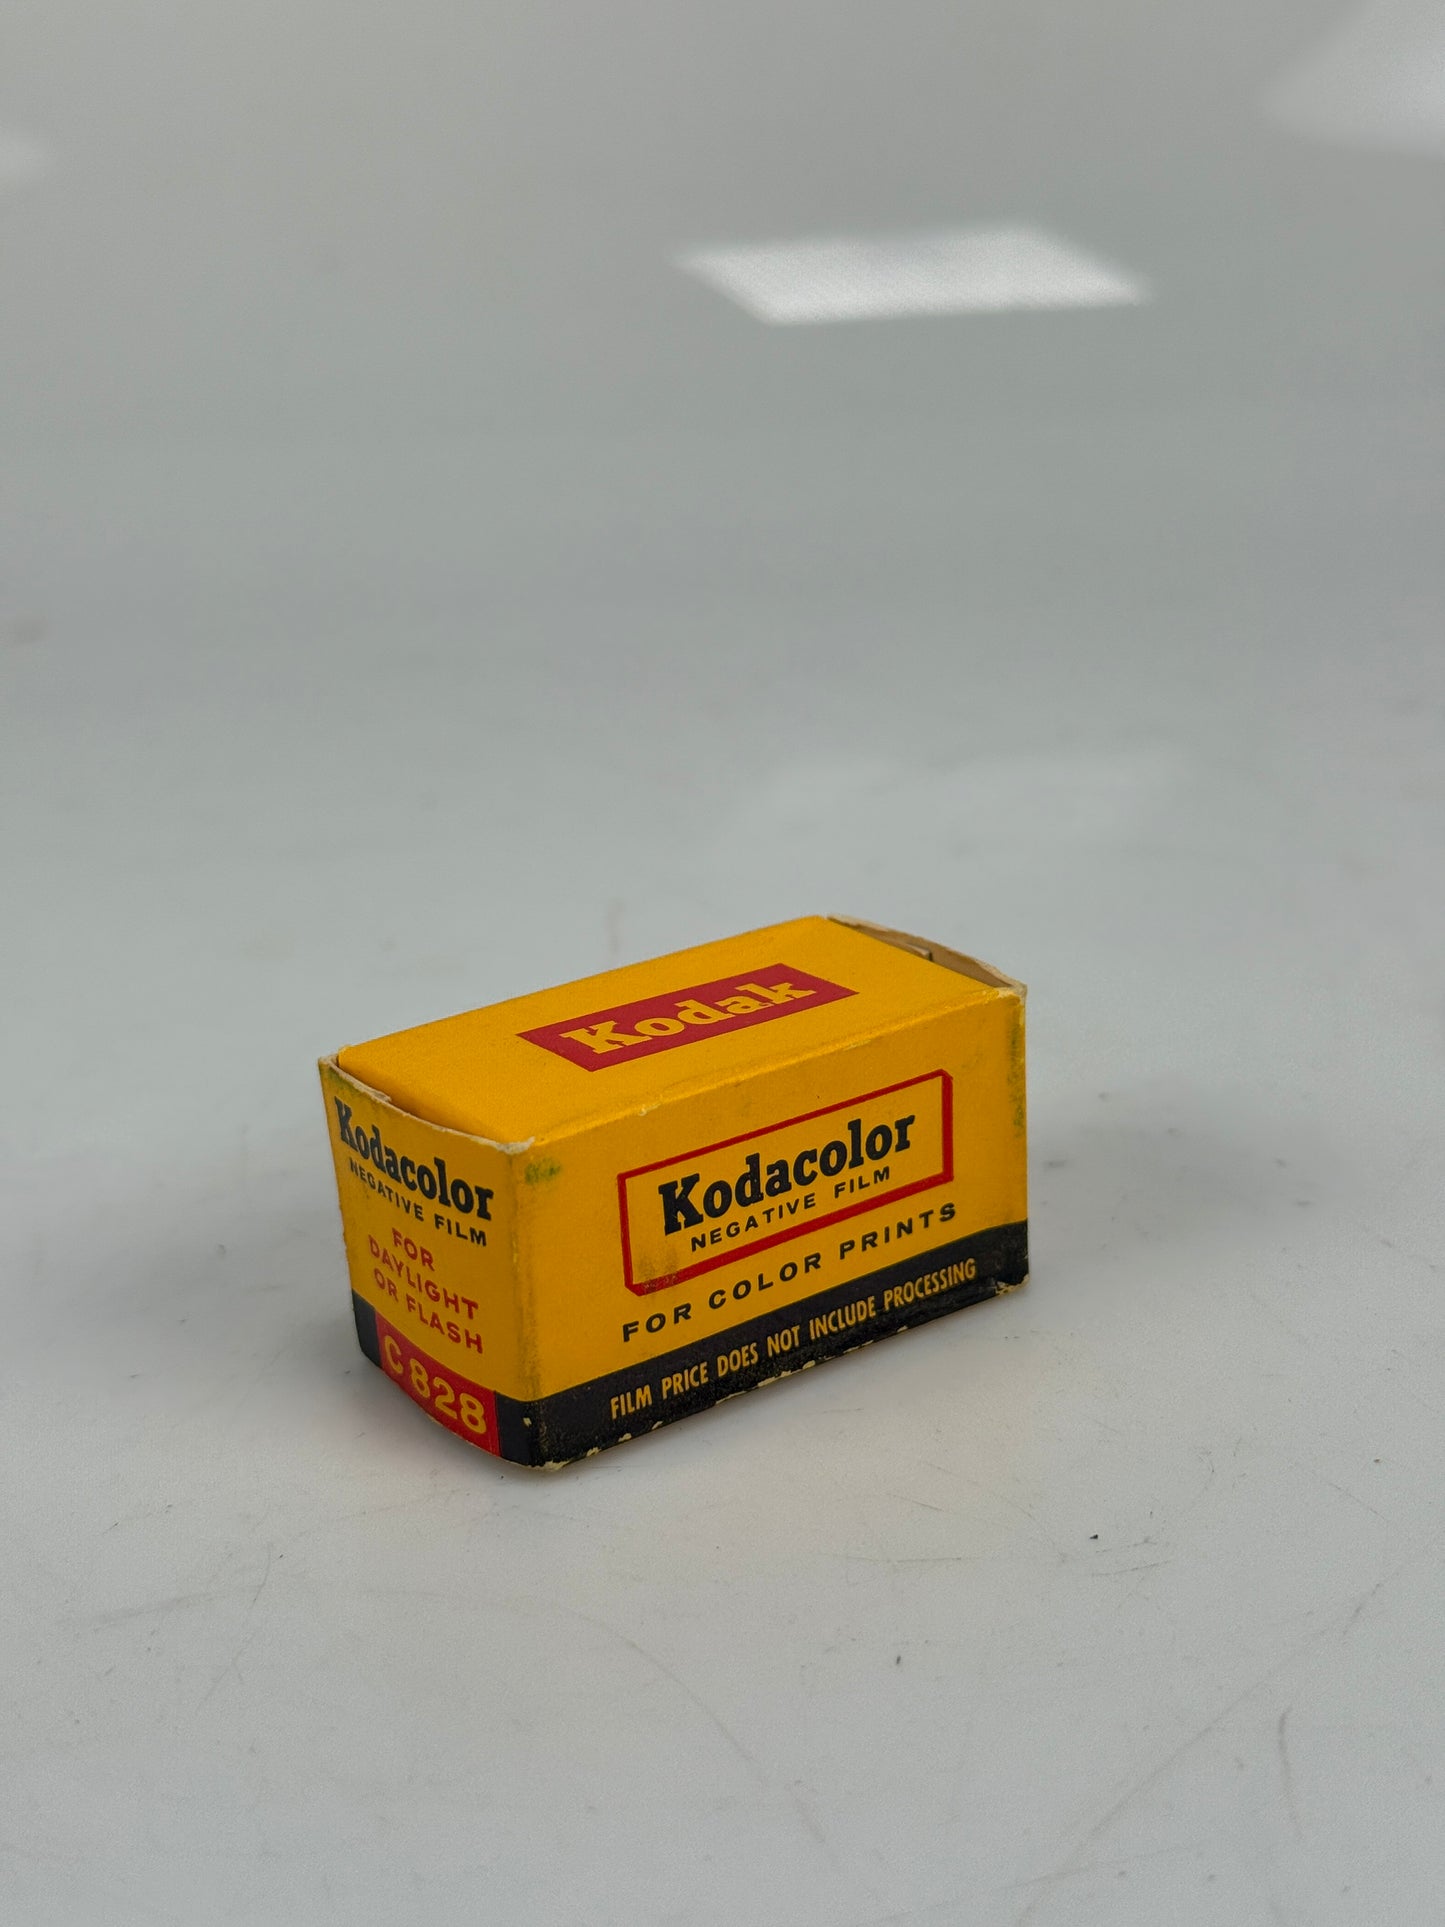 Kodak
Kodacolor
NEGATIVE FILM
FOR
DAYLIGHT
OR FLASH
C 828
Kodacolor
NEGATIVE FILM
FOR COLOR PRINTS
FILM PRICE DOES NOT INCLUDE PROCESSING